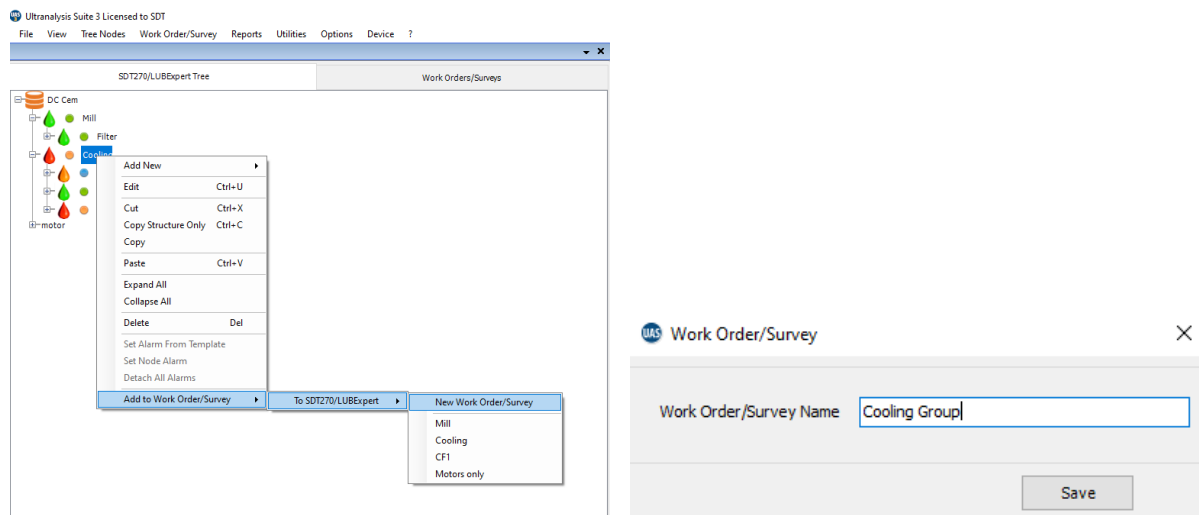 UAS Ultranalysis Suite 3 Licensed to SDT
File View Tree Nodes Work Order/Survey Reports Utilities Options Device ?
SDT270/LUBExpert Tree Work Orders/Surveys
DC Cem
Mill
Filter
Cooling
motor
Add New
Edit Ctrl+U
Cut Ctrl+X
Copy Structure Only Ctrl+C
Copy
Paste Ctrl+V
Expand All
Collapse All
Delete Del
Set Alarm From Template
Set Node Alarm
Detach All Alarms
Add to Work Order/Survey
To SDT270/LUBExpert
New Work Order/Survey
Mill
Cooling
CF1
Motors only
UAS Work Order/Survey
Work Order/Survey Name Cooling Group
Save